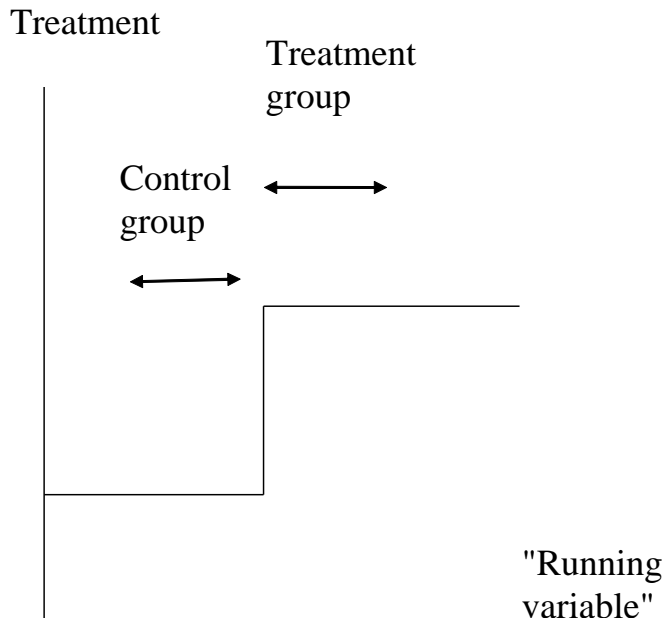 Treatment
Treatment
group
Control
group
"Running
variable"